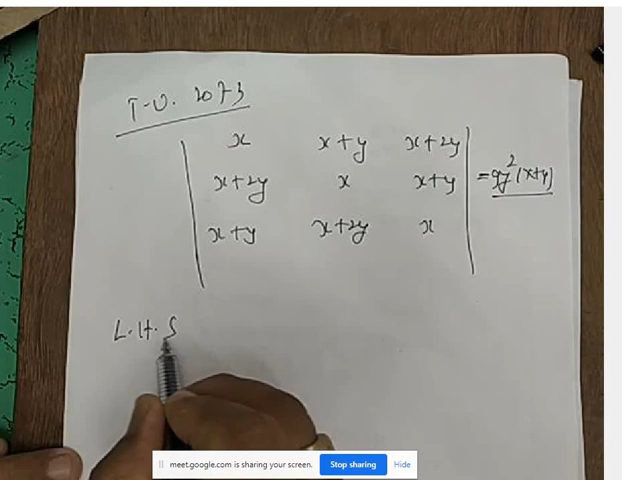 T.U. 2073
x x+y x+2y
x+2y x x+y = 9y²(x+y)
x+y x+2y x
L.H.S
meet.google.com is sharing your screen. Stop sharing Hide